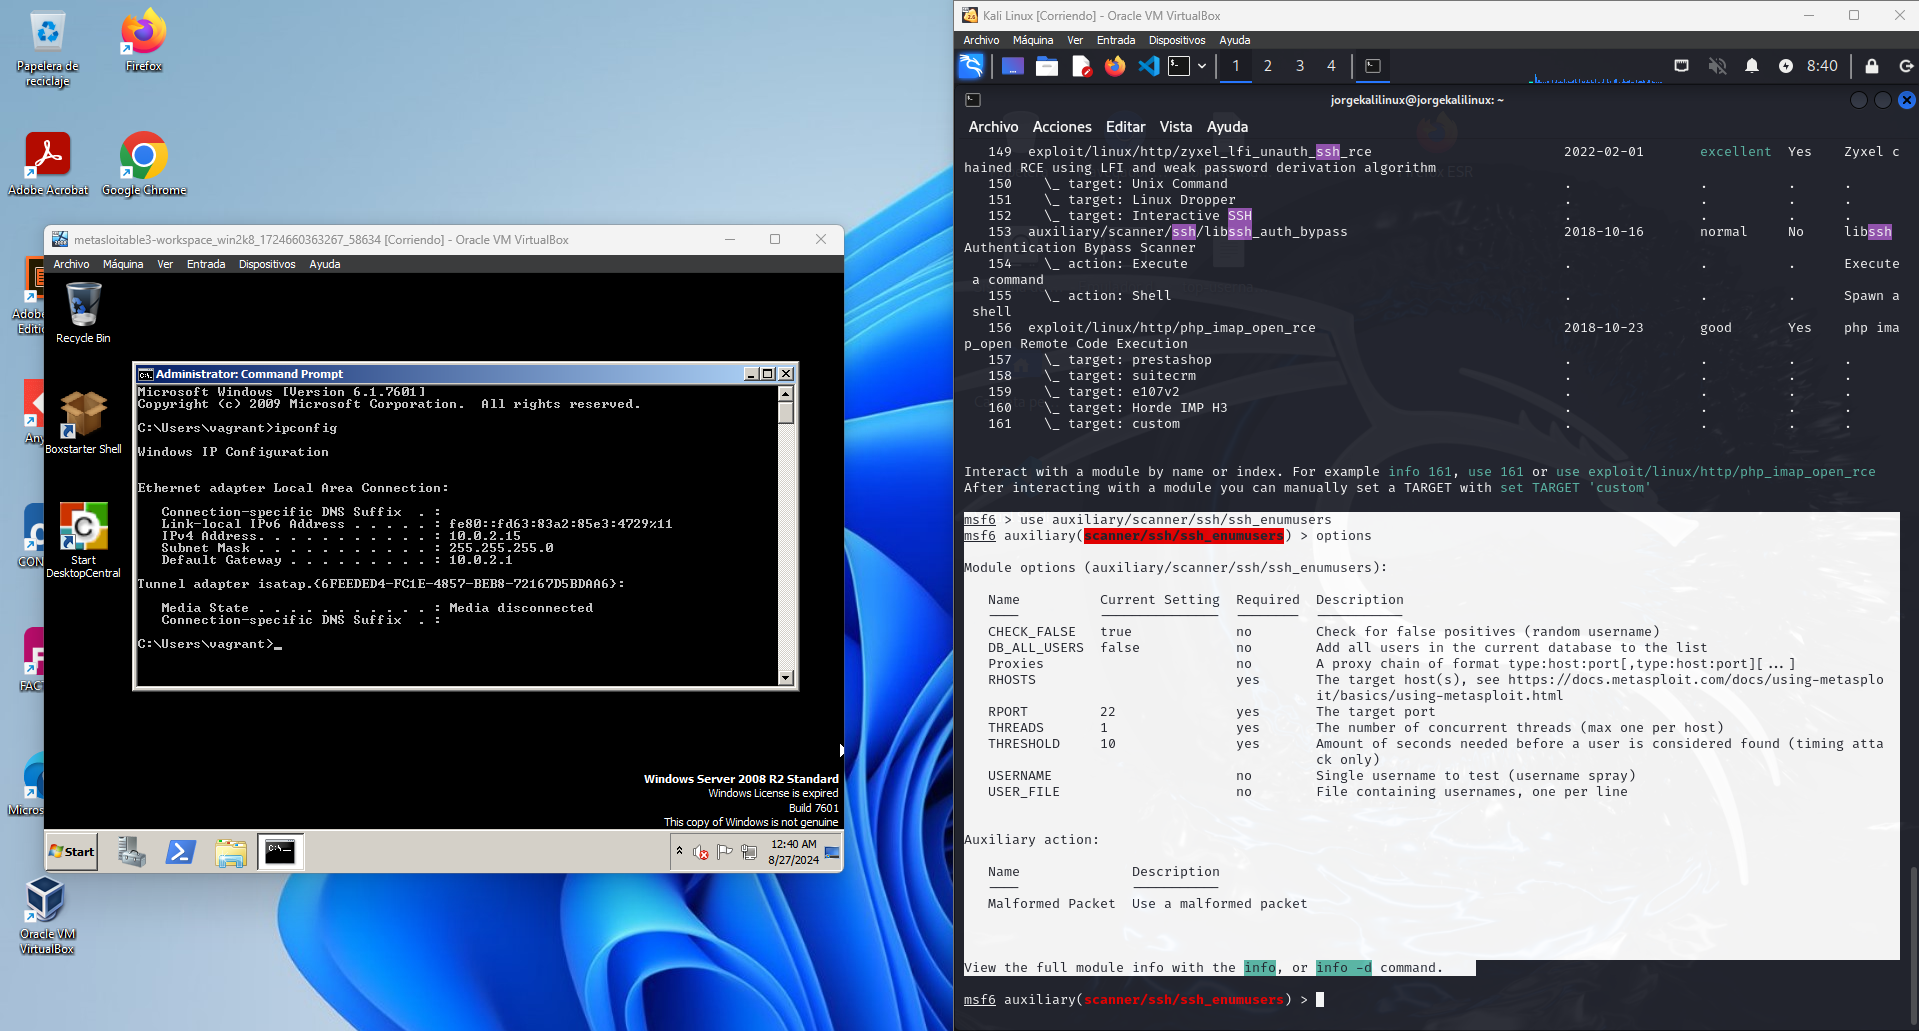 Papelera de
reciclaje
Firefox
Adobe Acrobat
Google Chrome
Adobe
Editio
Any
CON
FACT
Micros
Oracle VM
VirtualBox
metasloitable3-workspace_win2k8_1724660363267_58634 [Corriendo] - Oracle VM VirtualBox
Archivo Máquina Ver Entrada Dispositivos Ayuda
Recycle Bin
Boxstarter Shell
Start
DesktopCentral
Administrator: Command Prompt
Microsoft Windows [Version 6.1.7601]
Copyright (c) 2009 Microsoft Corporation.  All rights reserved.
C:\Users\vagrant>ipconfig
Windows IP Configuration
Ethernet adapter Local Area Connection:
   Connection-specific DNS Suffix  . :
   Link-local IPv6 Address . . . . . : fe80::fd63:83a2:85e3:4729%11
   IPv4 Address. . . . . . . . . . . : 10.0.2.15
   Subnet Mask . . . . . . . . . . . : 255.255.255.0
   Default Gateway . . . . . . . . . : 10.0.2.1
Tunnel adapter isatap.{6FEEDED4-FC1E-4857-BEB8-72167D5BDAA6}:
   Media State . . . . . . . . . . . : Media disconnected
   Connection-specific DNS Suffix  . :
C:\Users\vagrant>_
Windows Server 2008 R2 Standard
Windows License is expired
Build 7601
This copy of Windows is not genuine
Start
12:40 AM
8/27/2024
Kali Linux [Corriendo] - Oracle VM VirtualBox
Archivo Máquina Ver Entrada Dispositivos Ayuda
1 2 3 4 8:40
jorgekalilinux@jorgekalilinux: ~
Archivo Acciones Editar Vista Ayuda
149  exploit/linux/http/zyxel_lfi_unauth_ssh_rce 2022-02-01 excellent Yes Zyxel c
hained RCE using LFI and weak password derivation algorithm
150    \_ target: Unix Command . . . .
151    \_ target: Linux Dropper . . . .
152    \_ target: Interactive SSH . . . .
153  auxiliary/scanner/ssh/libssh_auth_bypass 2018-10-16 normal No libssh
Authentication Bypass Scanner
154    \_ action: Execute . . . Execute
 a command
155    \_ action: Shell . . . Spawn a
 shell
156  exploit/linux/http/php_imap_open_rce 2018-10-23 good Yes php ima
p_open Remote Code Execution
157    \_ target: prestashop . . . .
158    \_ target: suitecrm . . . .
159    \_ target: e107v2 . . . .
160    \_ target: Horde IMP H3 . . . .
161    \_ target: custom . . . .
Interact with a module by name or index. For example info 161, use 161 or use exploit/linux/http/php_imap_open_rce
After interacting with a module you can manually set a TARGET with set TARGET 'custom'
msf6 > use auxiliary/scanner/ssh/ssh_enumusers
msf6 auxiliary(scanner/ssh/ssh_enumusers) > options
Module options (auxiliary/scanner/ssh/ssh_enumusers):
Name Current Setting Required Description
CHECK_FALSE true no Check for false positives (random username)
DB_ALL_USERS false no Add all users in the current database to the list
Proxies no A proxy chain of format type:host:port[,type:host:port][...]
RHOSTS yes The target host(s), see https://docs.metasploit.com/docs/using-metasplo
it/basics/using-metasploit.html
RPORT 22 yes The target port
THREADS 1 yes The number of concurrent threads (max one per host)
THRESHOLD 10 yes Amount of seconds needed before a user is considered found (timing atta
ck only)
USERNAME no Single username to test (username spray)
USER_FILE no File containing usernames, one per line
Auxiliary action:
Name Description
Malformed Packet Use a malformed packet
View the full module info with the info, or info -d command.
msf6 auxiliary(scanner/ssh/ssh_enumusers) >